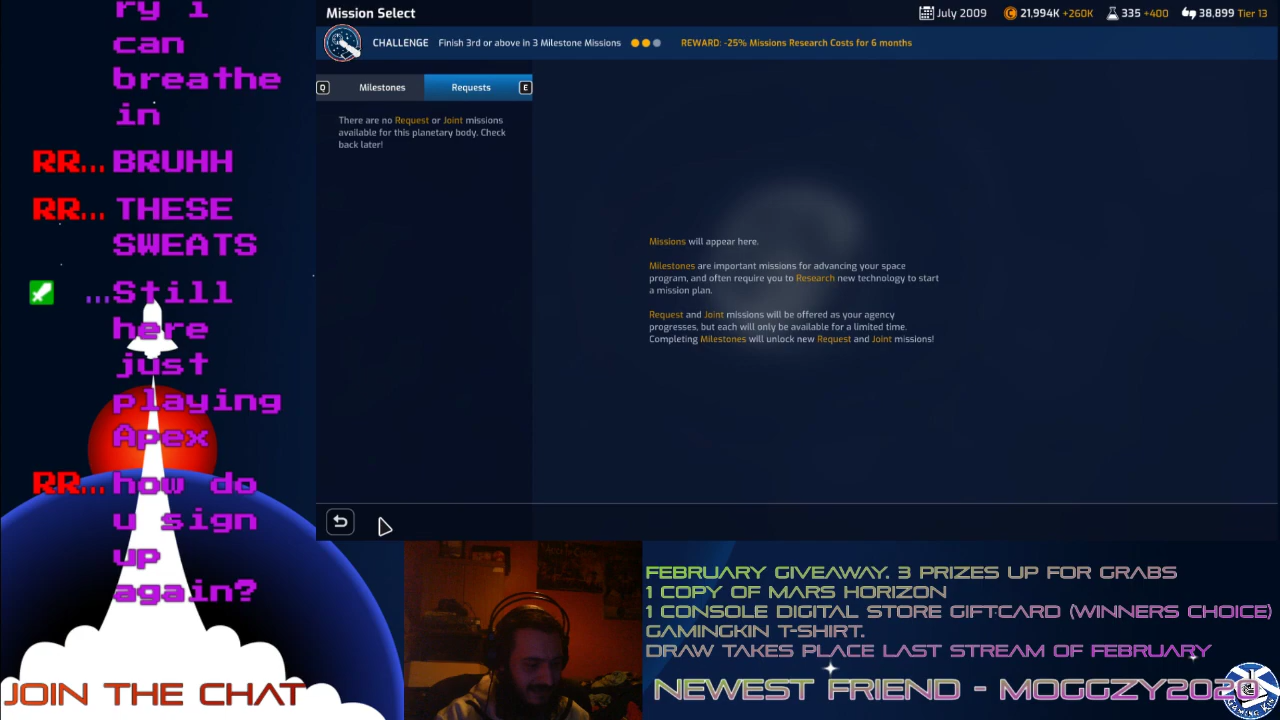 ry i
can
breathe
in
RR... BRUHH
RR... THESE
SWEATS
...Still
here
just
playing
Apex
RR... how do
u sign
up
again?
JOIN THE CHAT
Mission Select
July 2009
21,994K +260K
335 +400
38,899 Tier 13
CHALLENGE Finish 3rd or above in 3 Milestone Missions REWARD: -25% Missions Research Costs for 6 months
Q Milestones Requests E
There are no Request or Joint missions
available for this planetary body. Check
back later!
Missions will appear here.
Milestones are important missions for advancing your space
program, and often require you to Research new technology to start
a mission plan.
Request and Joint missions will be offered as your agency
progresses, but each will only be available for a limited time.
Completing Milestones will unlock new Request and Joint missions!
FEBRUARY GIVEAWAY. 3 PRIZES UP FOR GRABS
1 COPY OF MARS HORIZON
1 CONSOLE DIGITAL STORE GIFTCARD (WINNERS CHOICE)
GAMINGKIN T-SHIRT.
DRAW TAKES PLACE LAST STREAM OF FEBRUARY
NEWEST FRIEND - MOGGZY2020